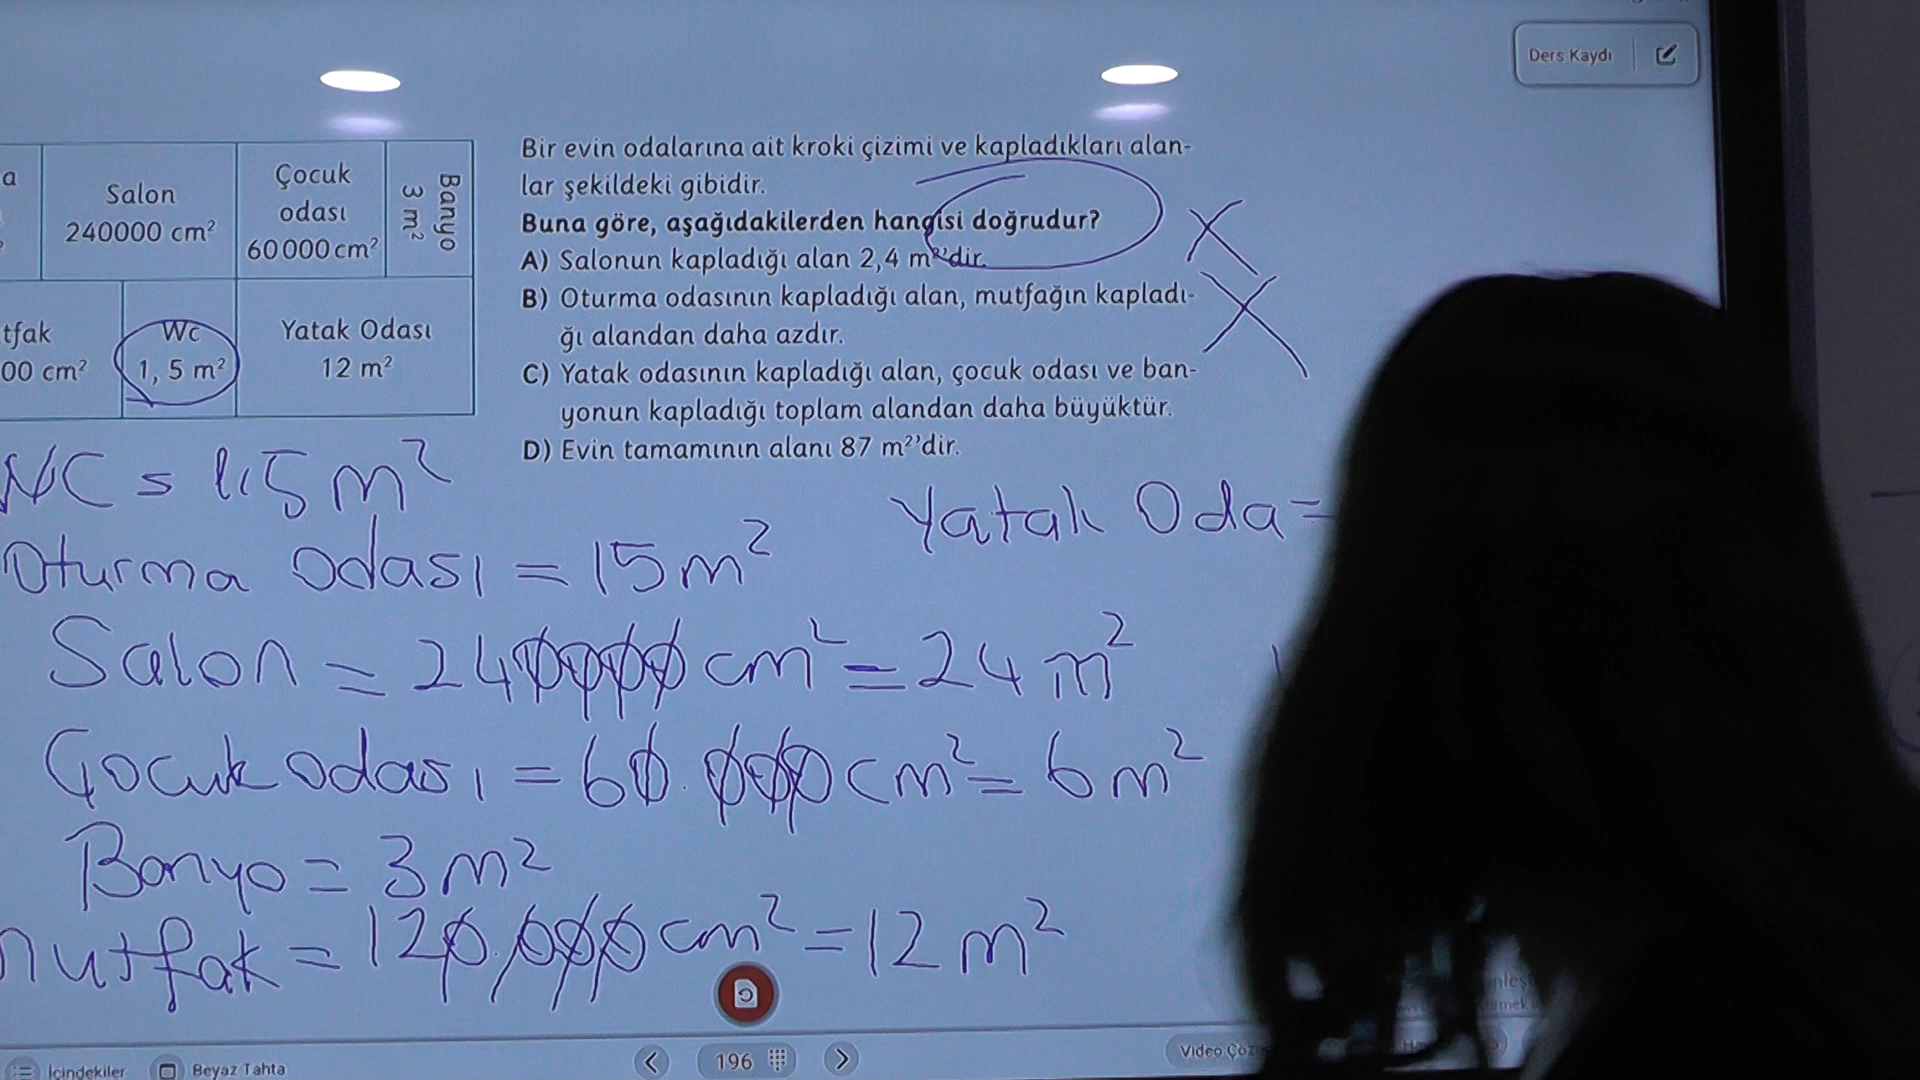 Ders Kaydı
a
Salon
240000 cm²
Çocuk
odası
60000 cm²
Banyo
3 m²
tfak
00 cm²
Wc
1, 5 m²
Yatak Odası
12 m²
Bir evin odalarına ait kroki çizimi ve kapladıkları alan-
lar şekildeki gibidir.
Buna göre, aşağıdakilerden hangisi doğrudur?
A) Salonun kapladığı alan 2,4 m²'dir.
B) Oturma odasının kapladığı alan, mutfağın kapladı-
ğı alandan daha azdır.
C) Yatak odasının kapladığı alan, çocuk odası ve ban-
yonun kapladığı toplam alandan daha büyüktür.
D) Evin tamamının alanı 87 m²'dir.
WC = 1,5 m²
Yatak Oda=
Oturma odası = 15 m²
Salon = 240000 cm² = 24 m²
Çocuk odası = 60.000 cm² = 6 m²
Banyo = 3 m²
mutfak = 120.000 cm² = 12 m²
İçindekiler
Beyaz Tahta
196
Video Çöz